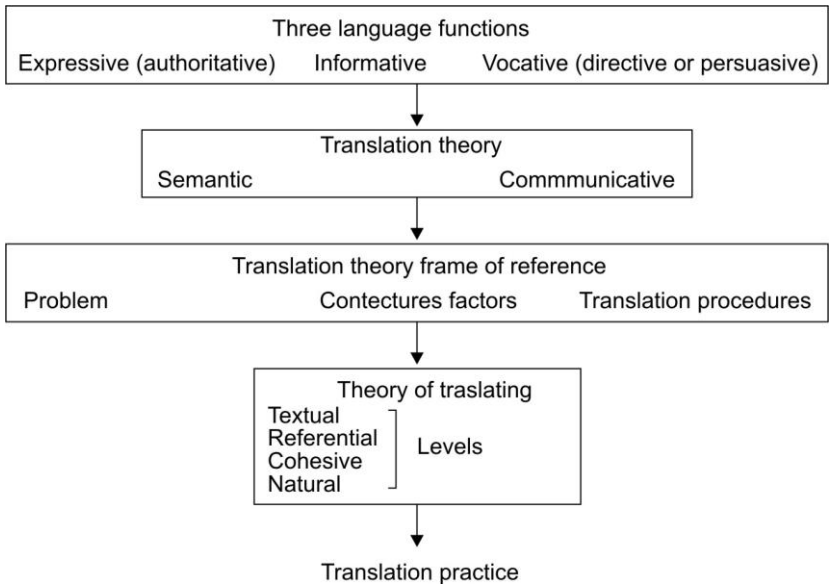 Three language functions
Expressive (authoritative) Informative Vocative (directive or persuasive)
Translation theory
Semantic Commmunicative
Translation theory frame of reference
Problem Contectures factors Translation procedures
Theory of traslating
Textual
Referential
Cohesive
Natural
Levels
Translation practice